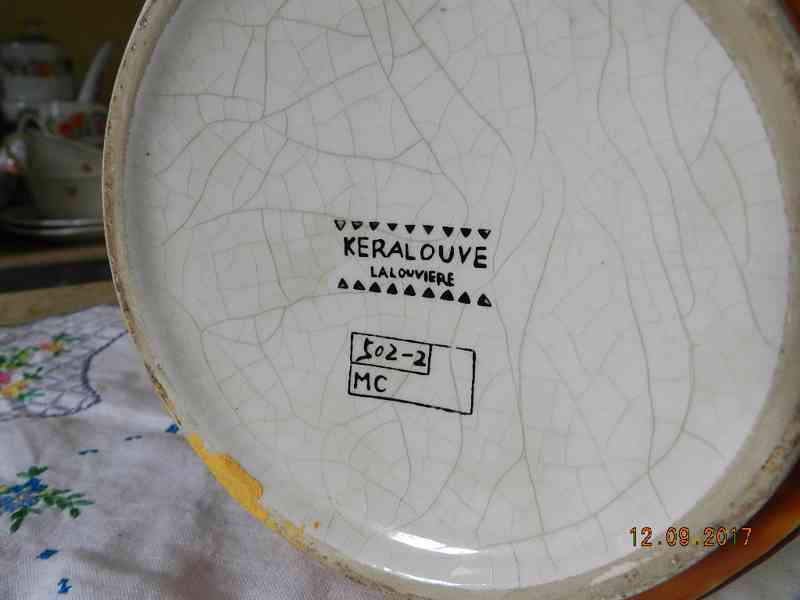 KERALOUVE
LALOUVIERE
502-2
MC
12.09.2017